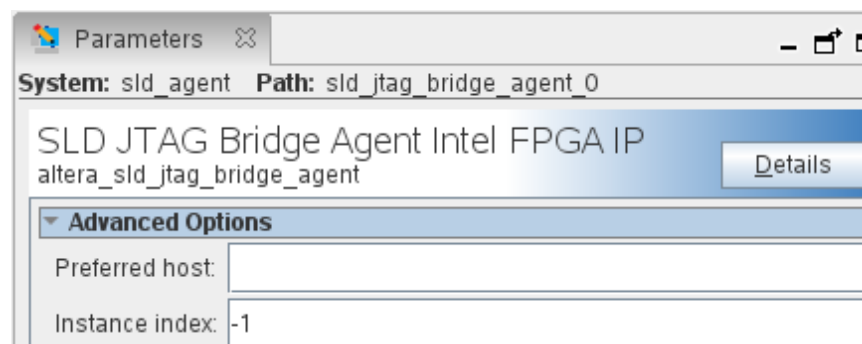 Parameters
System: sld_agent Path: sld_jtag_bridge_agent_0
SLD JTAG Bridge Agent Intel FPGA IP
altera_sld_jtag_bridge_agent
Details
Advanced Options
Preferred host:
Instance index: -1